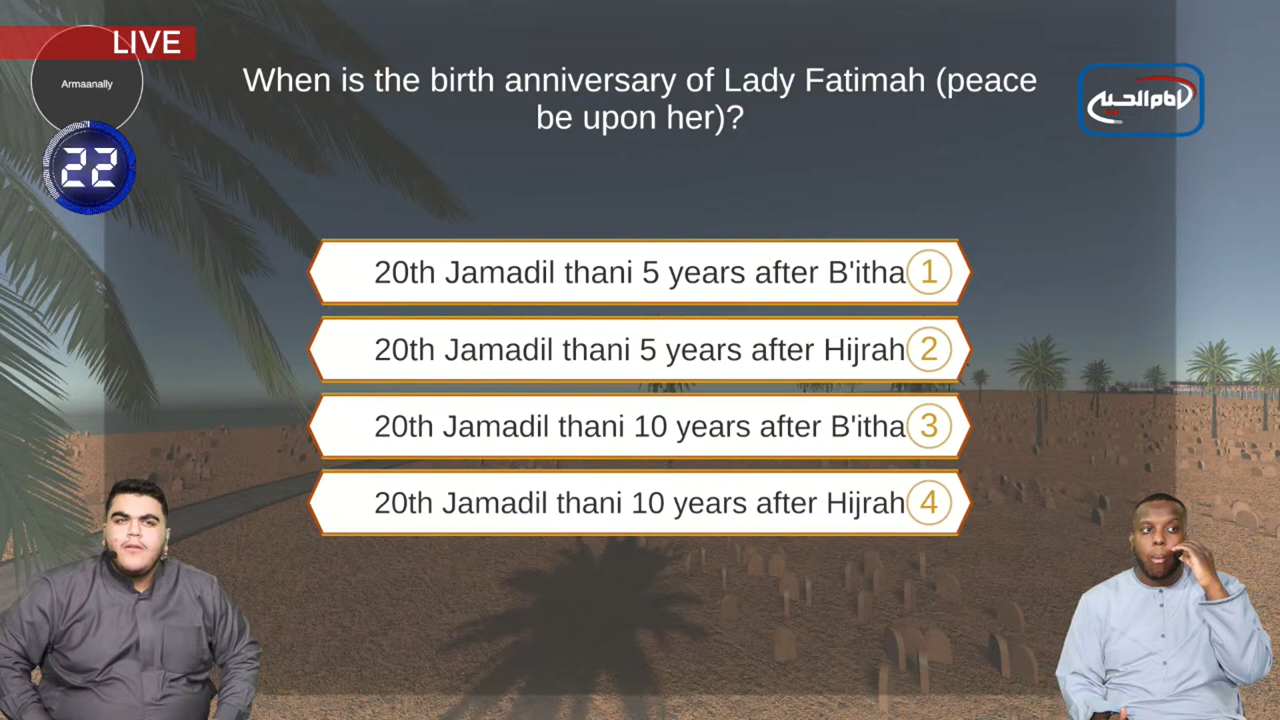 LIVE
Armaanally
22
When is the birth anniversary of Lady Fatimah (peace
be upon her)?
20th Jamadil thani 5 years after B'itha 1
20th Jamadil thani 5 years after Hijrah 2
20th Jamadil thani 10 years after B'itha 3
20th Jamadil thani 10 years after Hijrah 4